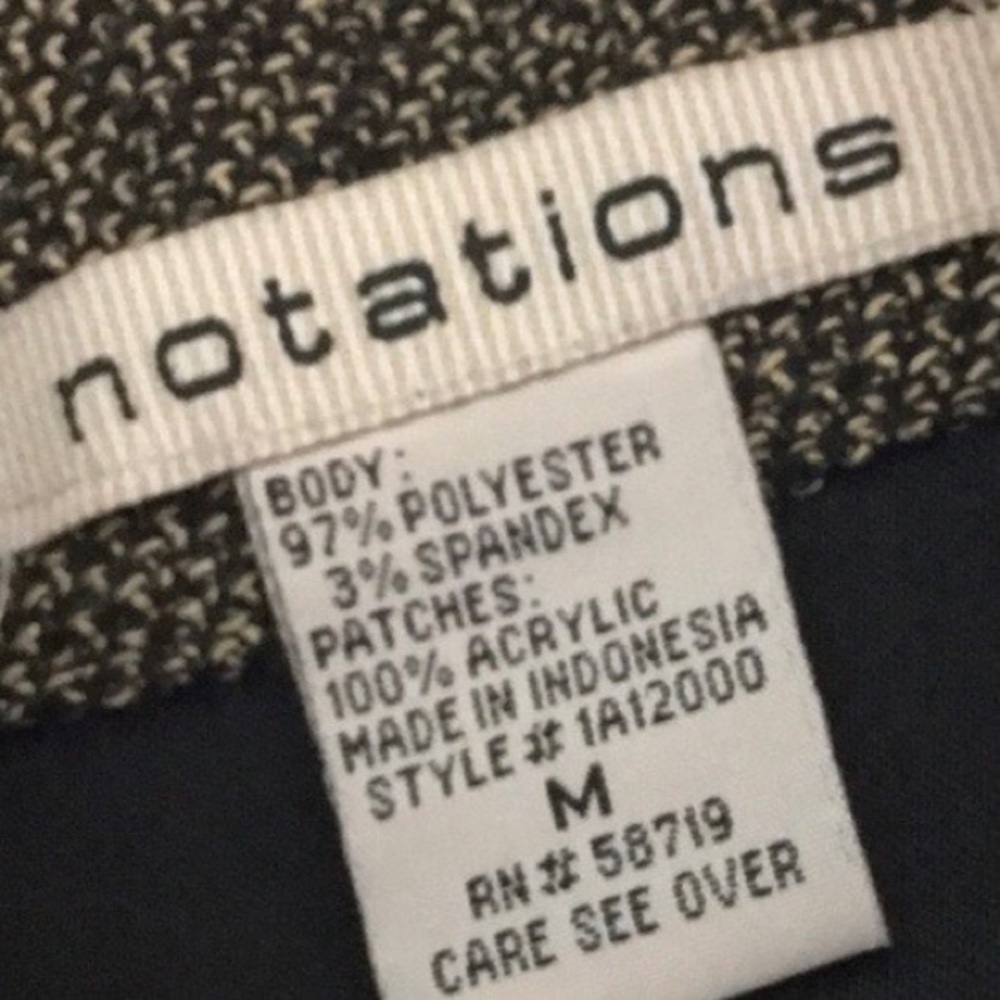 notations
BODY:
97% POLYESTER
3% SPANDEX
PATCHES:
100% ACRYLIC
MADE IN INDONESIA
STYLE # 1A12000
M
RN # 58719
CARE SEE OVER